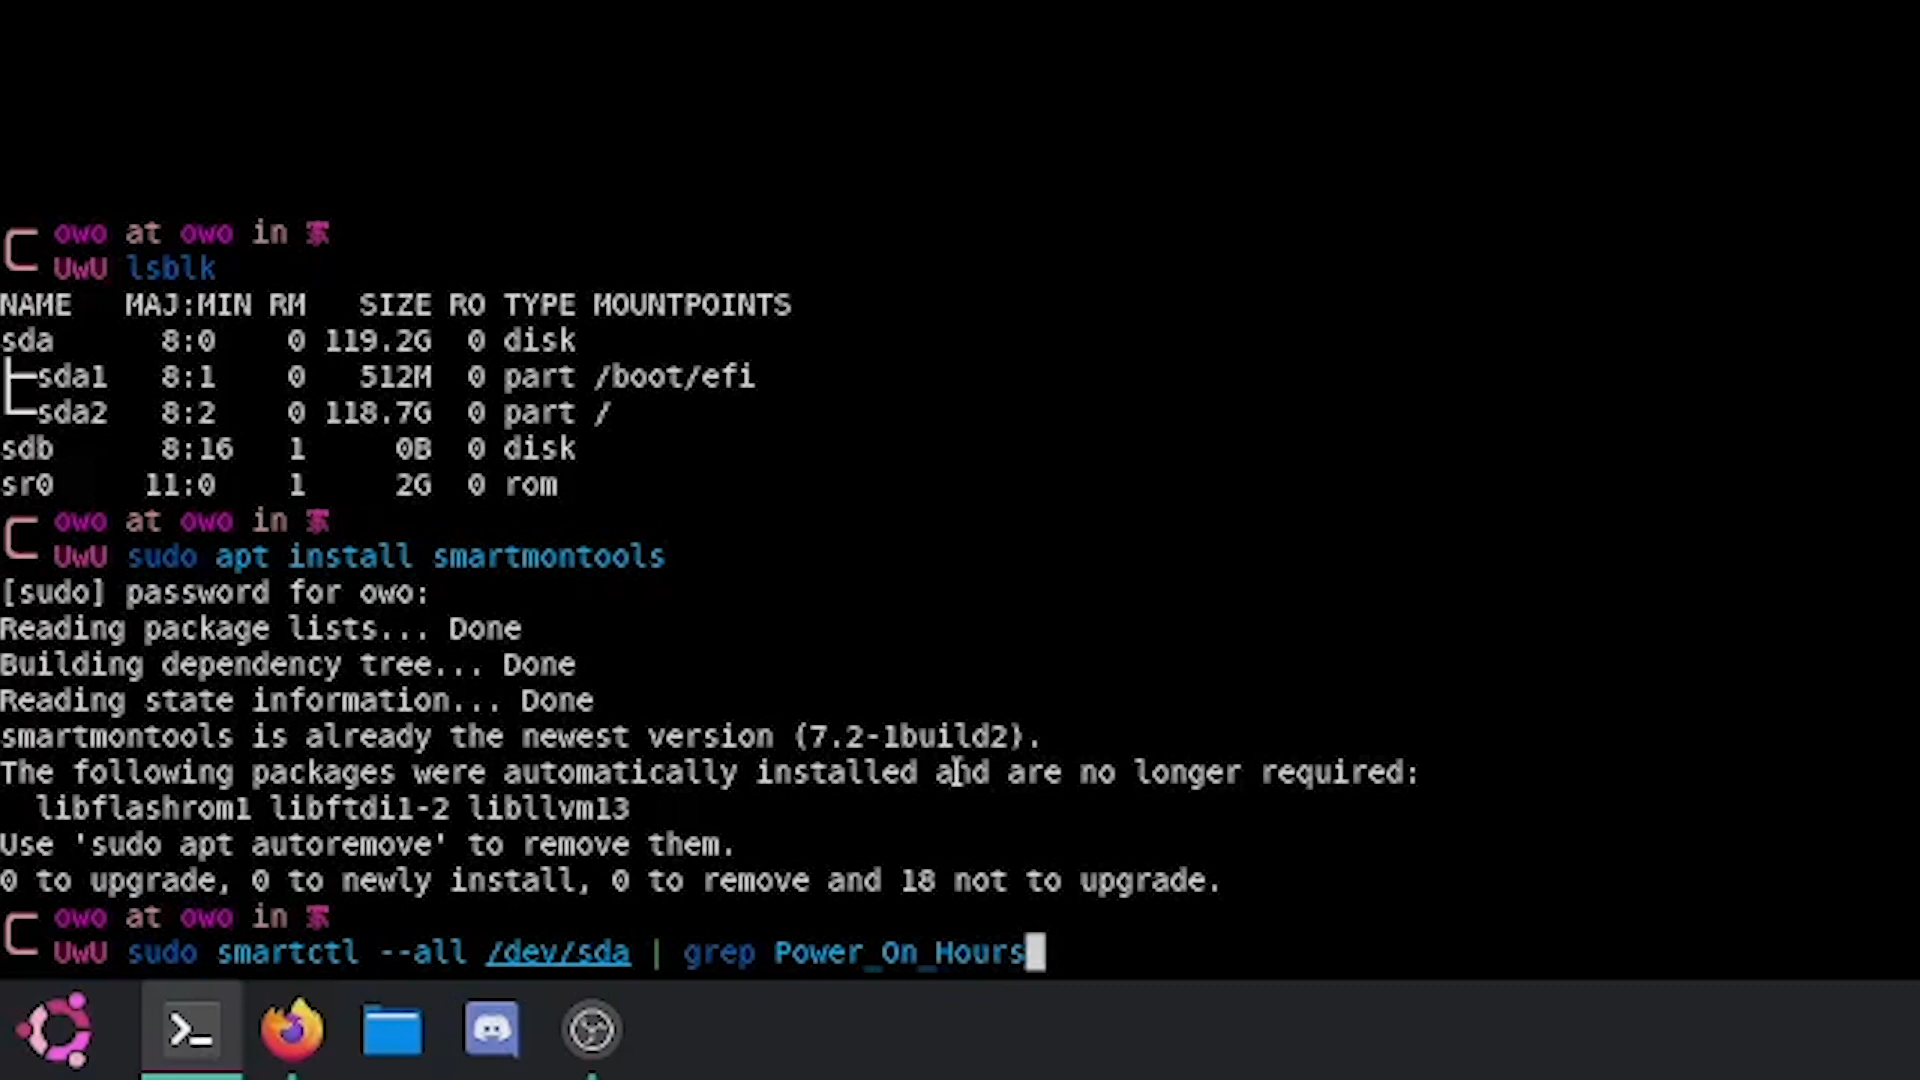 owo at owo in 家
UwU lsblk
NAME MAJ:MIN RM SIZE RO TYPE MOUNTPOINTS
sda 8:0 0 119.2G 0 disk
├─sda1 8:1 0 512M 0 part /boot/efi
└─sda2 8:2 0 118.7G 0 part /
sdb 8:16 1 0B 0 disk
sr0 11:0 1 2G 0 rom
owo at owo in 家
UwU sudo apt install smartmontools
[sudo] password for owo:
Reading package lists... Done
Building dependency tree... Done
Reading state information... Done
smartmontools is already the newest version (7.2-1build2).
The following packages were automatically installed and are no longer required:
libflashrom1 libftdi1-2 libllvm13
Use 'sudo apt autoremove' to remove them.
0 to upgrade, 0 to newly install, 0 to remove and 18 not to upgrade.
owo at owo in 家
UwU sudo smartctl --all /dev/sda | grep Power_On_Hours